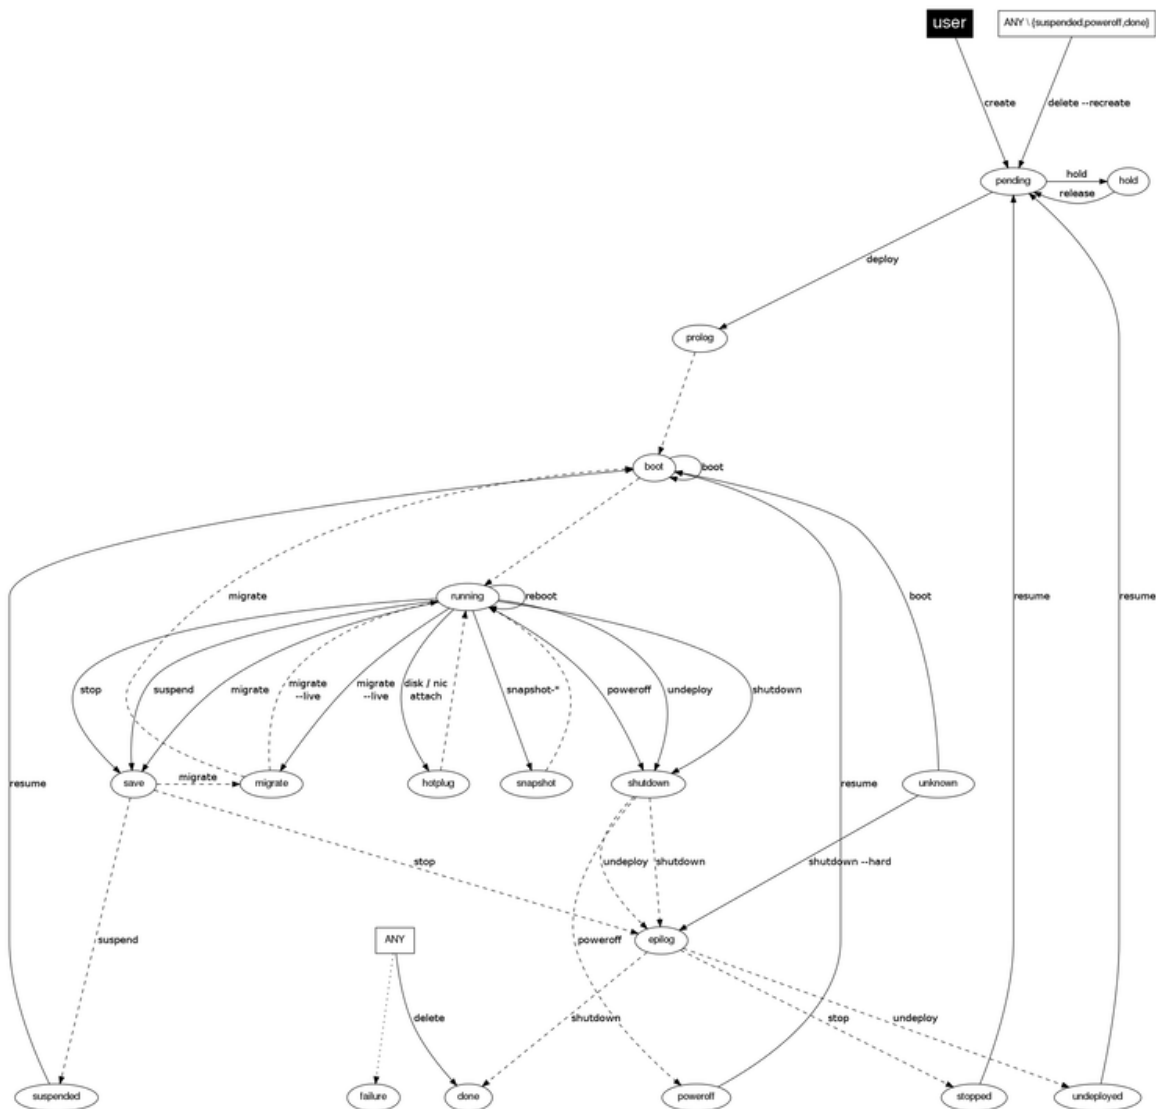 user
ANY \ {suspended,poweroff,done}
create
delete --recreate
pending
hold
hold
release
deploy
prolog
boot
boot
migrate
running
reboot
boot
resume
resume
stop
suspend
migrate
migrate
--live
migrate
--live
disk / nic
attach
snapshot-*
poweroff
undeploy
shutdown
save
migrate
migrate
hotplug
snapshot
shutdown
unknown
resume
resume
stop
undeploy
shutdown
shutdown --hard
suspend
ANY
poweroff
epilog
delete
shutdown
stop
undeploy
suspended
failure
done
poweroff
stopped
undeployed